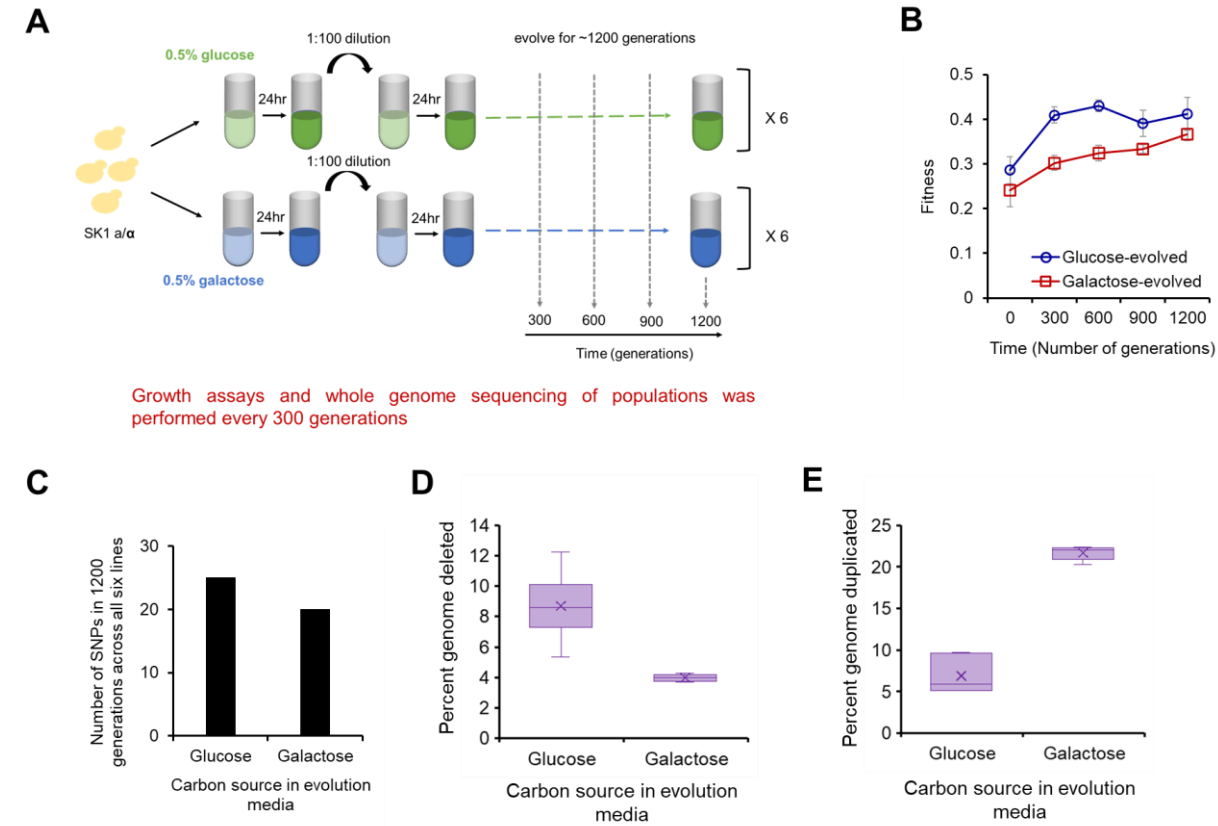 A
0.5% glucose
1:100 dilution
evolve for ~1200 generations
24hr
24hr
X 6
SK1 a/α
1:100 dilution
24hr
24hr
X 6
0.5% galactose
300
600
900
1200
Time (generations)
Growth assays and whole genome sequencing of populations was
performed every 300 generations
B
0.5
0.4
0.3
0.2
0.1
0
Fitness
Glucose-evolved
Galactose-evolved
0 300 600 900 1200
Time (Number of generations)
C
Number of SNPs in 1200
generations across all six lines
30
20
10
0
Glucose Galactose
Carbon source in evolution
media
D
Percent genome deleted
14
12
10
8
6
4
2
0
Glucose Galactose
Carbon source in evolution
media
E
Percent genome duplicated
25
20
15
10
5
0
Glucose Galactose
Carbon source in evolution
media